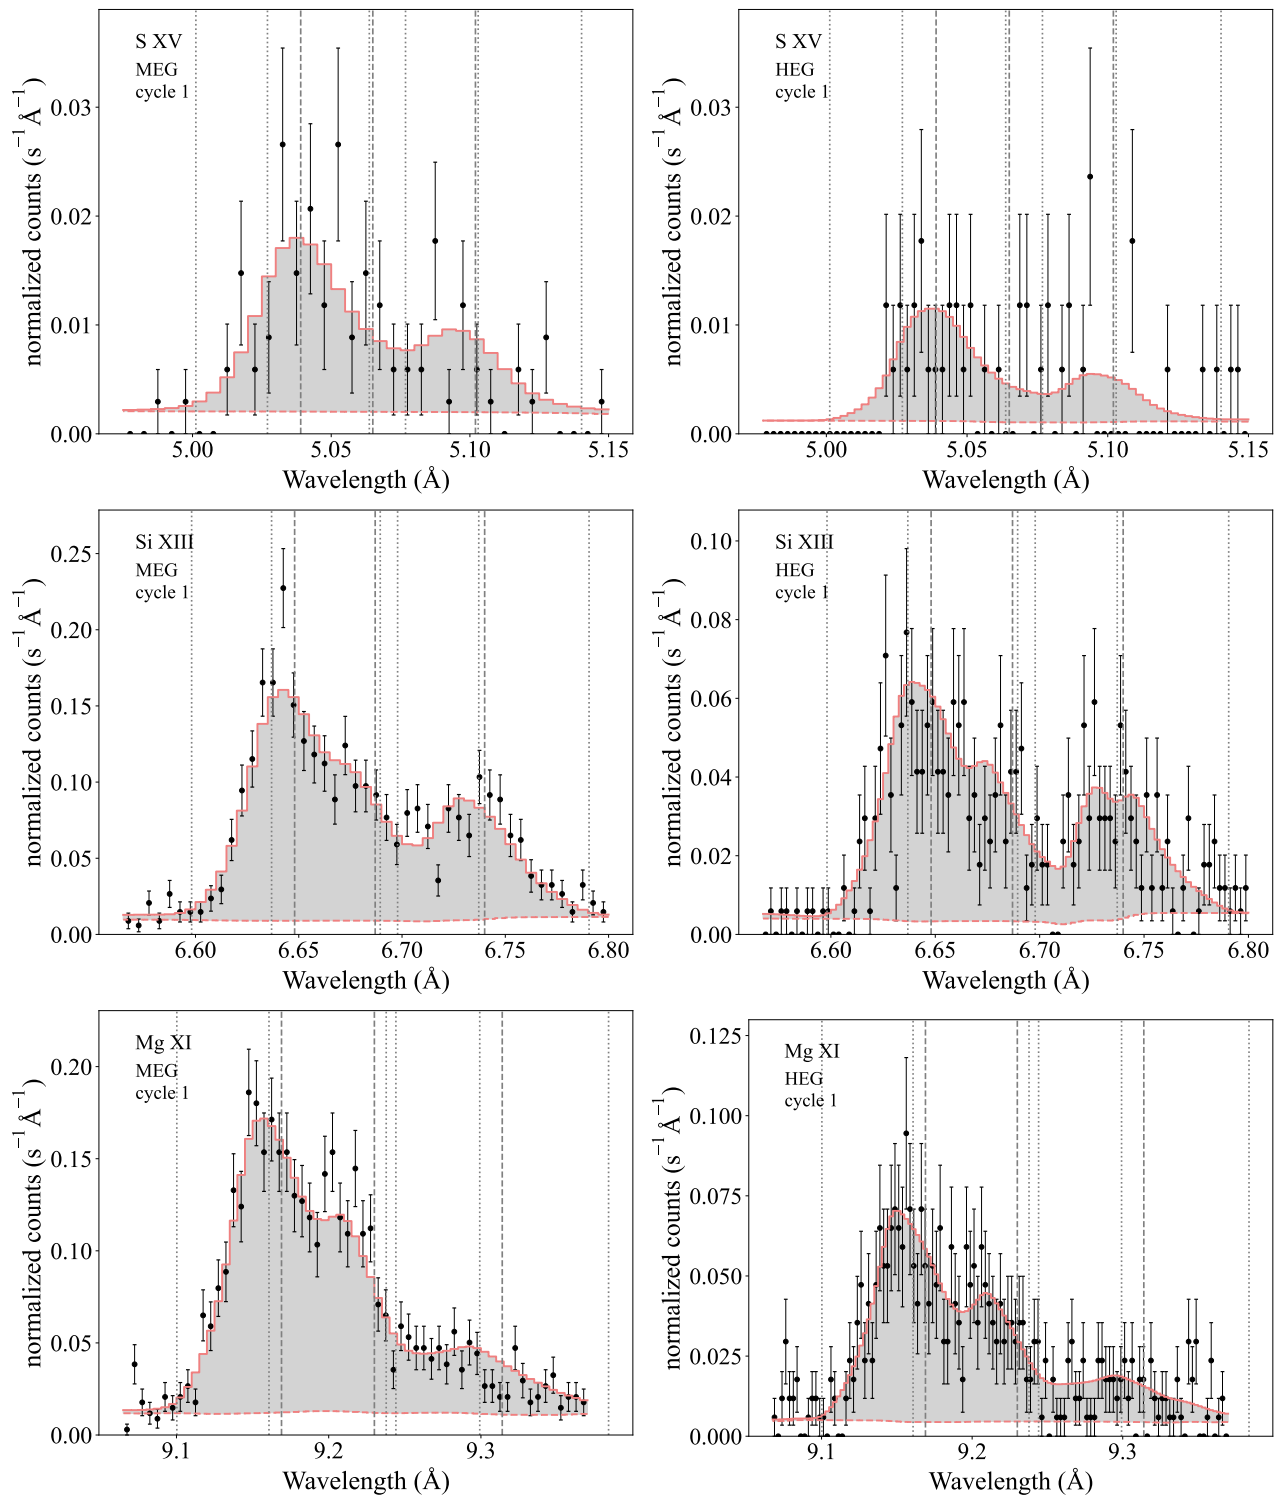 S XV
MEG
cycle 1
0.03
0.02
0.01
0.00
normalized counts (s⁻¹ Å⁻¹)
5.00 5.05 5.10 5.15
Wavelength (Å)
S XV
HEG
cycle 1
0.03
0.02
0.01
0.00
normalized counts (s⁻¹ Å⁻¹)
5.00 5.05 5.10 5.15
Wavelength (Å)
Si XIII
MEG
cycle 1
0.25
0.20
0.15
0.10
0.05
0.00
normalized counts (s⁻¹ Å⁻¹)
6.60 6.65 6.70 6.75 6.80
Wavelength (Å)
Si XIII
HEG
cycle 1
0.10
0.08
0.06
0.04
0.02
0.00
normalized counts (s⁻¹ Å⁻¹)
6.60 6.65 6.70 6.75 6.80
Wavelength (Å)
Mg XI
MEG
cycle 1
0.20
0.15
0.10
0.05
0.00
normalized counts (s⁻¹ Å⁻¹)
9.1 9.2 9.3
Wavelength (Å)
Mg XI
HEG
cycle 1
0.125
0.100
0.075
0.050
0.025
0.000
normalized counts (s⁻¹ Å⁻¹)
9.1 9.2 9.3
Wavelength (Å)